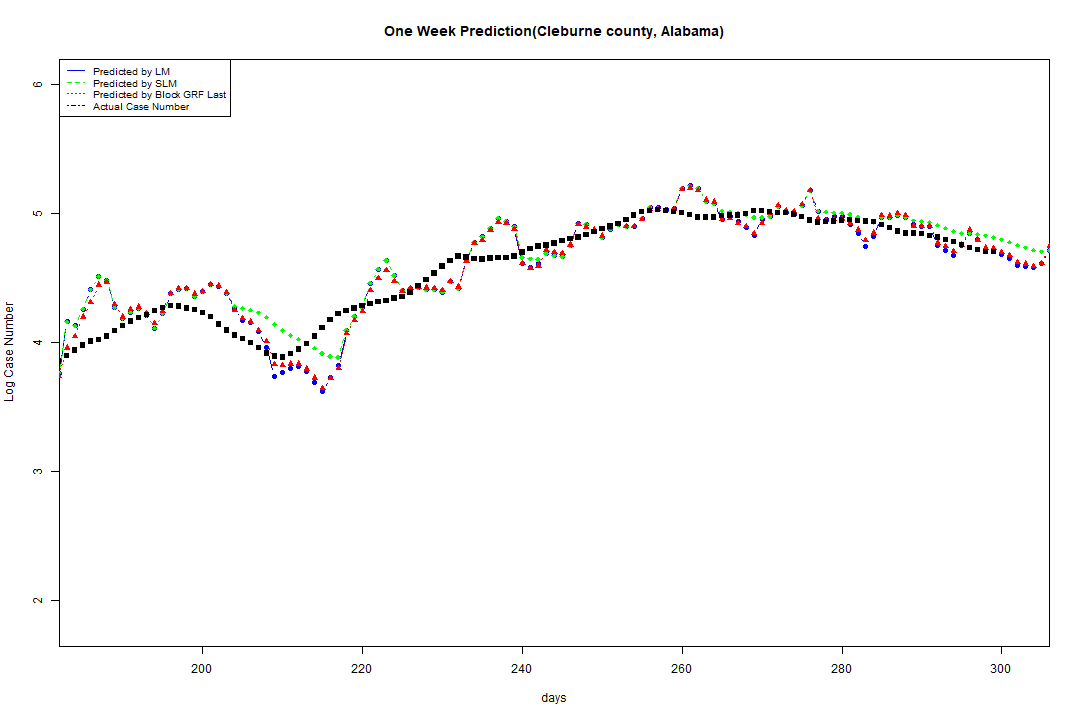 One Week Prediction(Cleburne county, Alabama)
Predicted by LM
Predicted by SLM
Predicted by Block GRF Last
Actual Case Number
6
5
4
3
2
Log Case Number
200 220 240 260 280 300
days